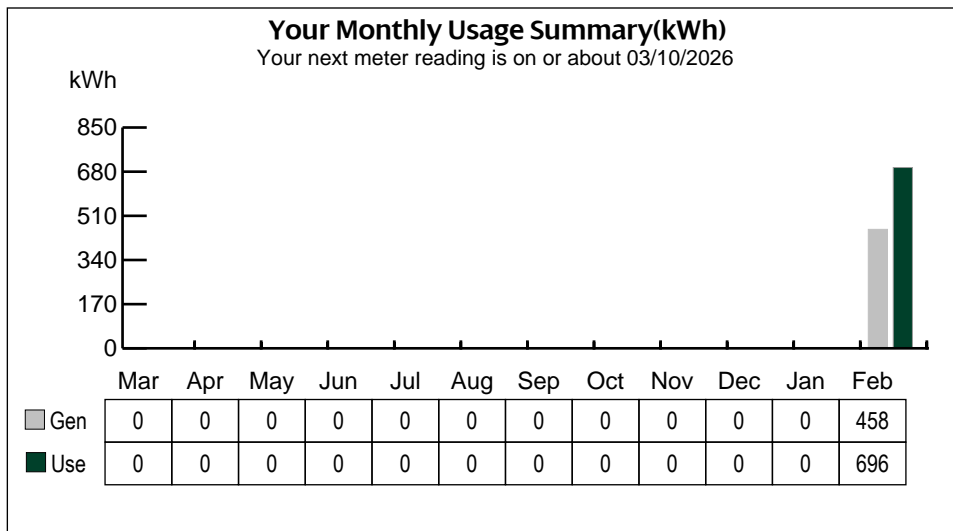 Your Monthly Usage Summary(kWh)
Your next meter reading is on or about 03/10/2026
kWh
850
680
510
340
170
0
Mar Apr May Jun Jul Aug Sep Oct Nov Dec Jan Feb
Gen 0 0 0 0 0 0 0 0 0 0 0 458
Use 0 0 0 0 0 0 0 0 0 0 0 696